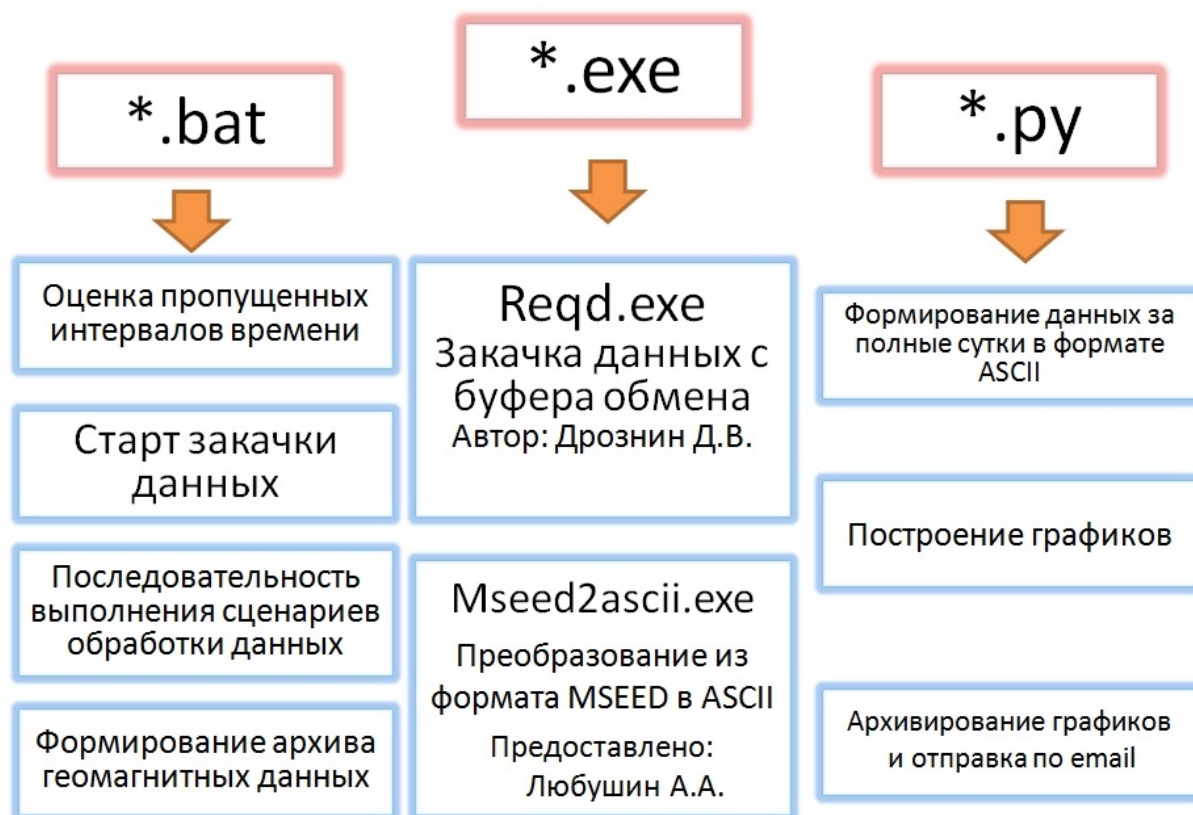 *.bat
Оценка пропущенных
интервалов времени
Старт закачки
данных
Последовательность
выполнения сценариев
обработки данных
Формирование архива
геомагнитных данных
*.exe
Reqd.exe
Закачка данных с
буфера обмена
Автор: Дрознин Д.В.
Mseed2ascii.exe
Преобразование из
формата MSEED в ASCII
Предоставлено:
Любушин А.А.
*.py
Формирование данных за
полные сутки в формате
ASCII
Построение графиков
Архивирование графиков
и отправка по email